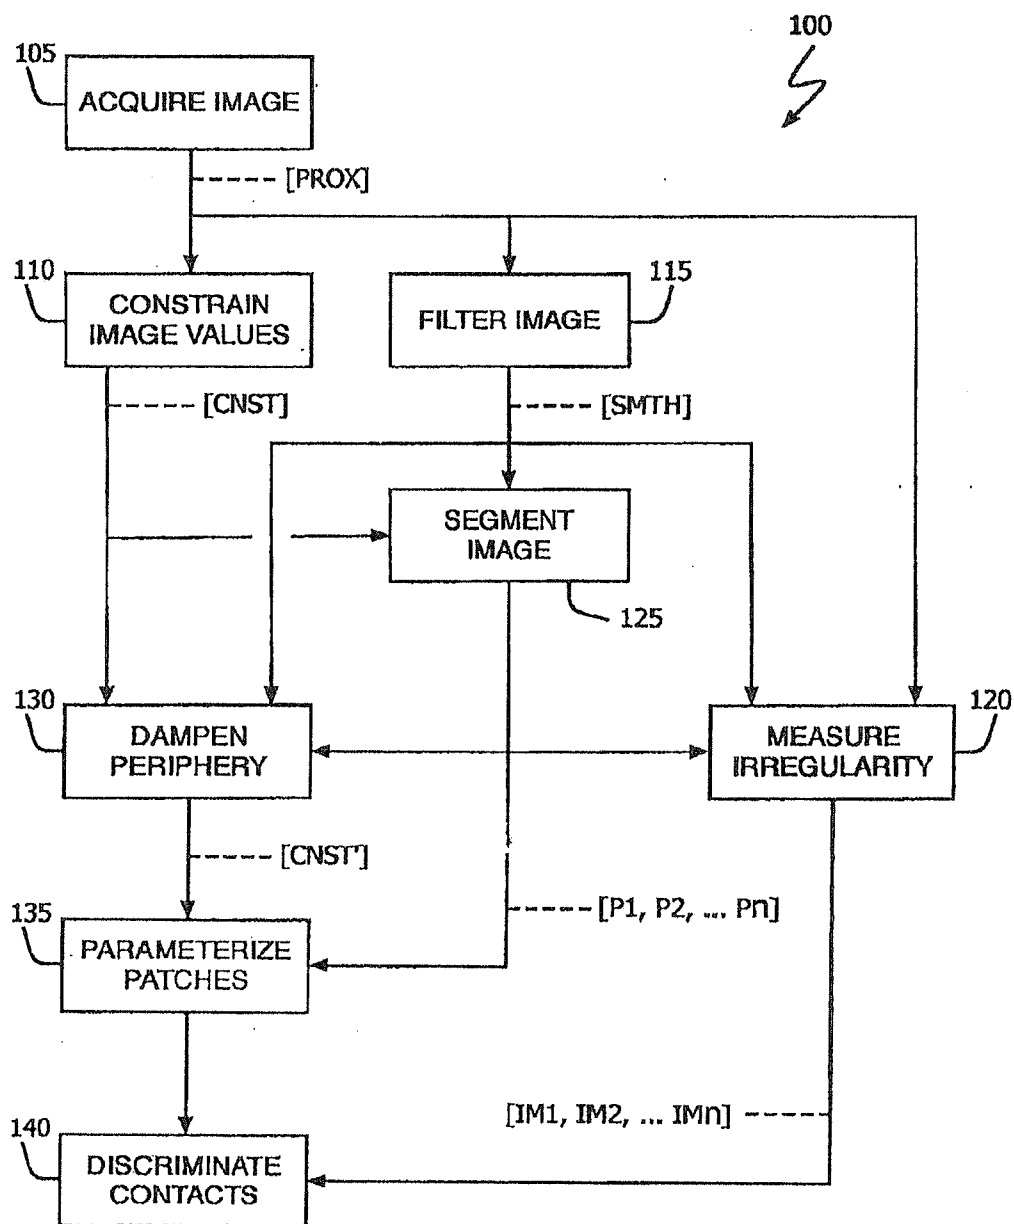 100
105
ACQUIRE IMAGE
[PROX]
110
CONSTRAIN
IMAGE VALUES
115
FILTER IMAGE
[CNST]
[SMTH]
SEGMENT
IMAGE
125
130
DAMPEN
PERIPHERY
120
MEASURE
IRREGULARITY
[CNST']
135
PARAMETERIZE
PATCHES
[P1, P2, ... Pn]
[IM1, IM2, ... IMn]
140
DISCRIMINATE
CONTACTS